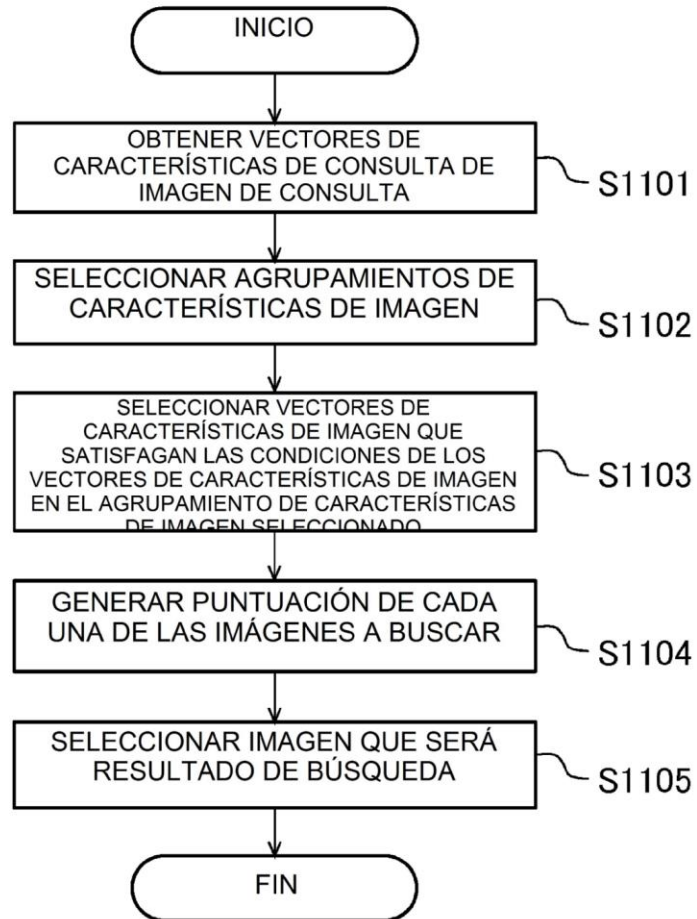 INICIO
OBTENER VECTORES DE
CARACTERÍSTICAS DE CONSULTA DE
IMAGEN DE CONSULTA
S1101
SELECCIONAR AGRUPAMIENTOS DE
CARACTERÍSTICAS DE IMAGEN
S1102
SELECCIONAR VECTORES DE
CARACTERÍSTICAS DE IMAGEN QUE
SATISFAGAN LAS CONDICIONES DE LOS
VECTORES DE CARACTERÍSTICAS DE IMAGEN
EN EL AGRUPAMIENTO DE CARACTERÍSTICAS
DE IMAGEN SELECCIONADO
S1103
GENERAR PUNTUACIÓN DE CADA
UNA DE LAS IMÁGENES A BUSCAR
S1104
SELECCIONAR IMAGEN QUE SERÁ
RESULTADO DE BÚSQUEDA
S1105
FIN